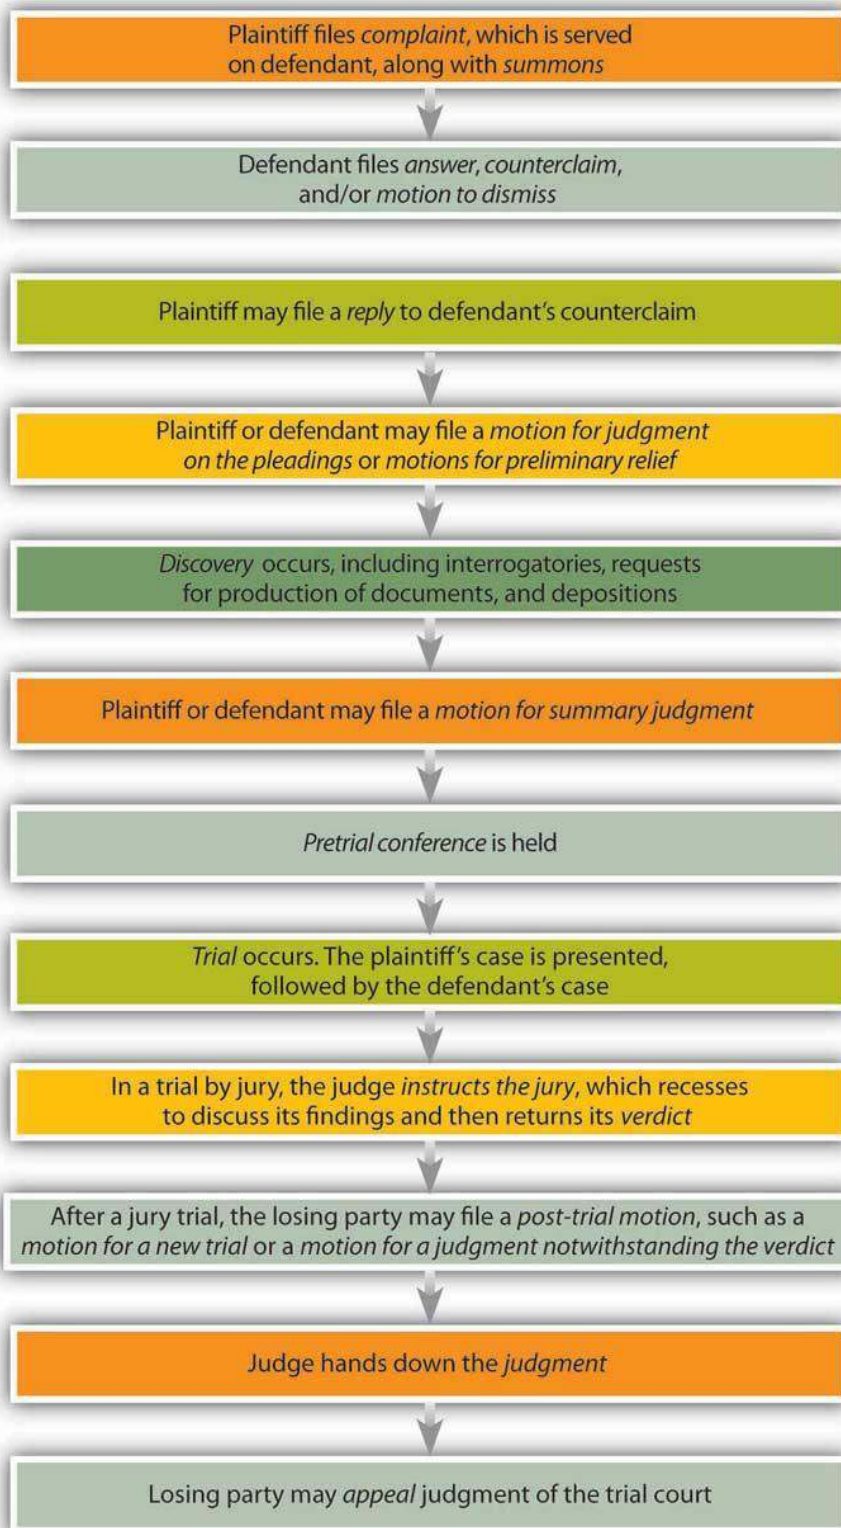 Plaintiff files complaint, which is served
on defendant, along with summons
Defendant files answer, counterclaim,
and/or motion to dismiss
Plaintiff may file a reply to defendant’s counterclaim
Plaintiff or defendant may file a motion for judgment
on the pleadings or motions for preliminary relief
Discovery occurs, including interrogatories, requests
for production of documents, and depositions
Plaintiff or defendant may file a motion for summary judgment
Pretrial conference is held
Trial occurs. The plaintiff’s case is presented,
followed by the defendant’s case
In a trial by jury, the judge instructs the jury, which recesses
to discuss its findings and then returns its verdict
After a jury trial, the losing party may file a post-trial motion, such as a
motion for a new trial or a motion for a judgment notwithstanding the verdict
Judge hands down the judgment
Losing party may appeal judgment of the trial court